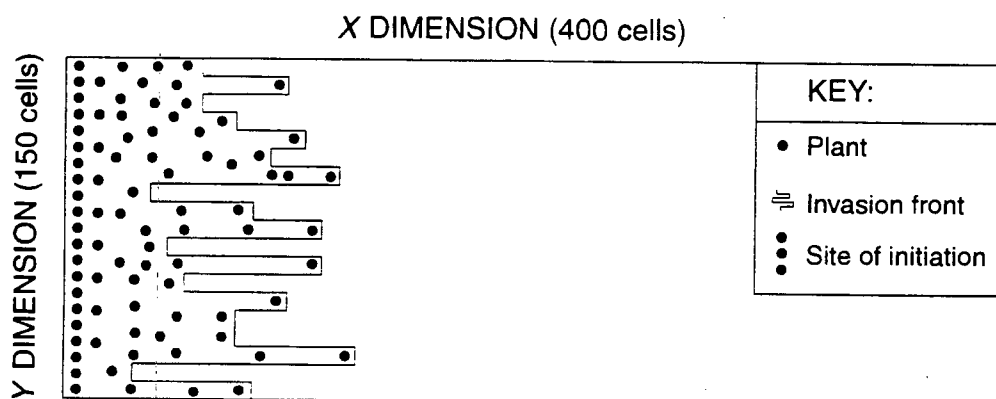 X DIMENSION (400 cells)
Y DIMENSION (150 cells)
KEY:
Plant
Invasion front
Site of initiation